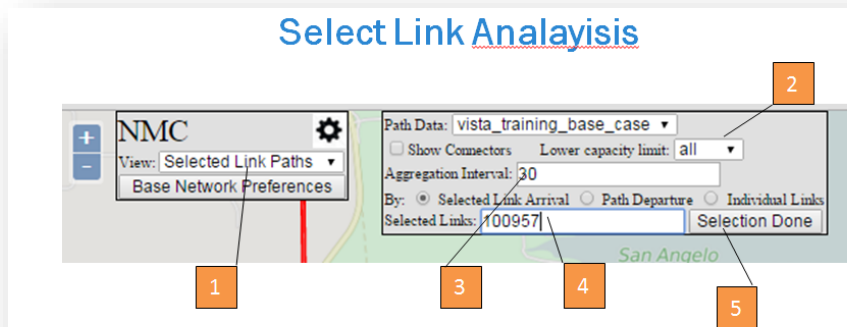 Select Link Analayisis
2
+
-
NMC
View: Selected Link Paths
Base Network Preferences
Path Data: vista_training_base_case
Show Connectors Lower capacity limit: all
Aggregation Interval: 30
By: Selected Link Arrival Path Departure Individual Links
Selected Links: 100957 Selection Done
San Angelo
1
3
4
5